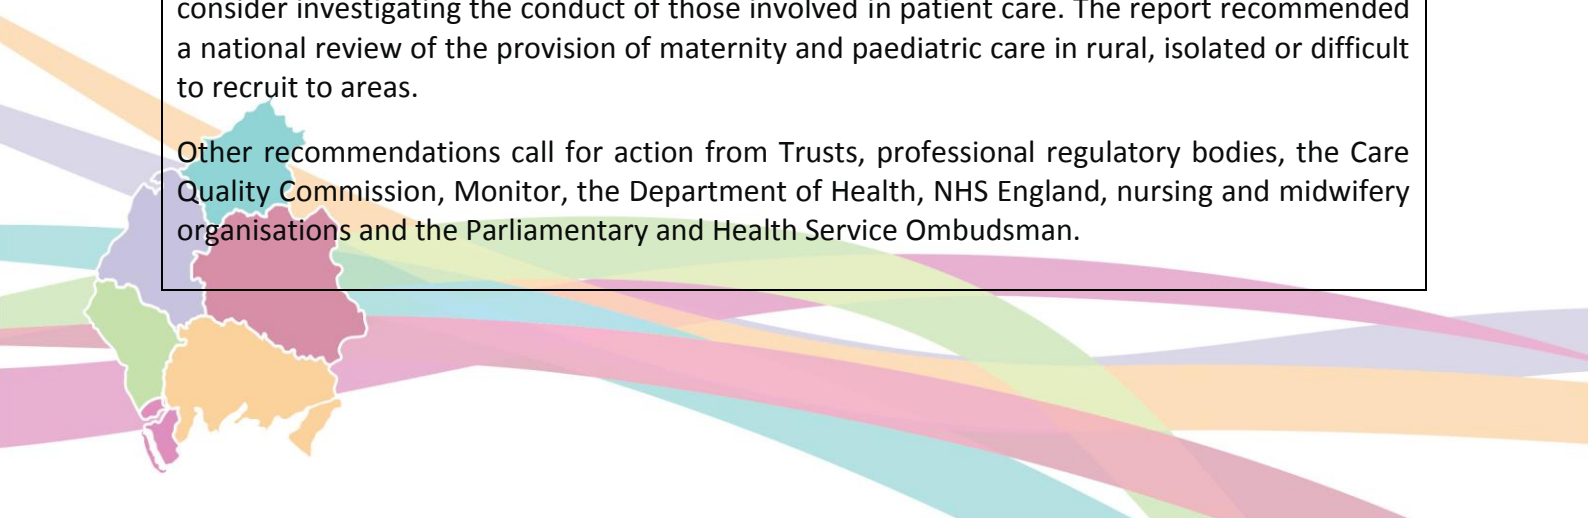 consider investigating the conduct of those involved in patient care. The report recommended
a national review of the provision of maternity and paediatric care in rural, isolated or difficult
to recruit to areas.
Other recommendations call for action from Trusts, professional regulatory bodies, the Care
Quality Commission, Monitor, the Department of Health, NHS England, nursing and midwifery
organisations and the Parliamentary and Health Service Ombudsman.